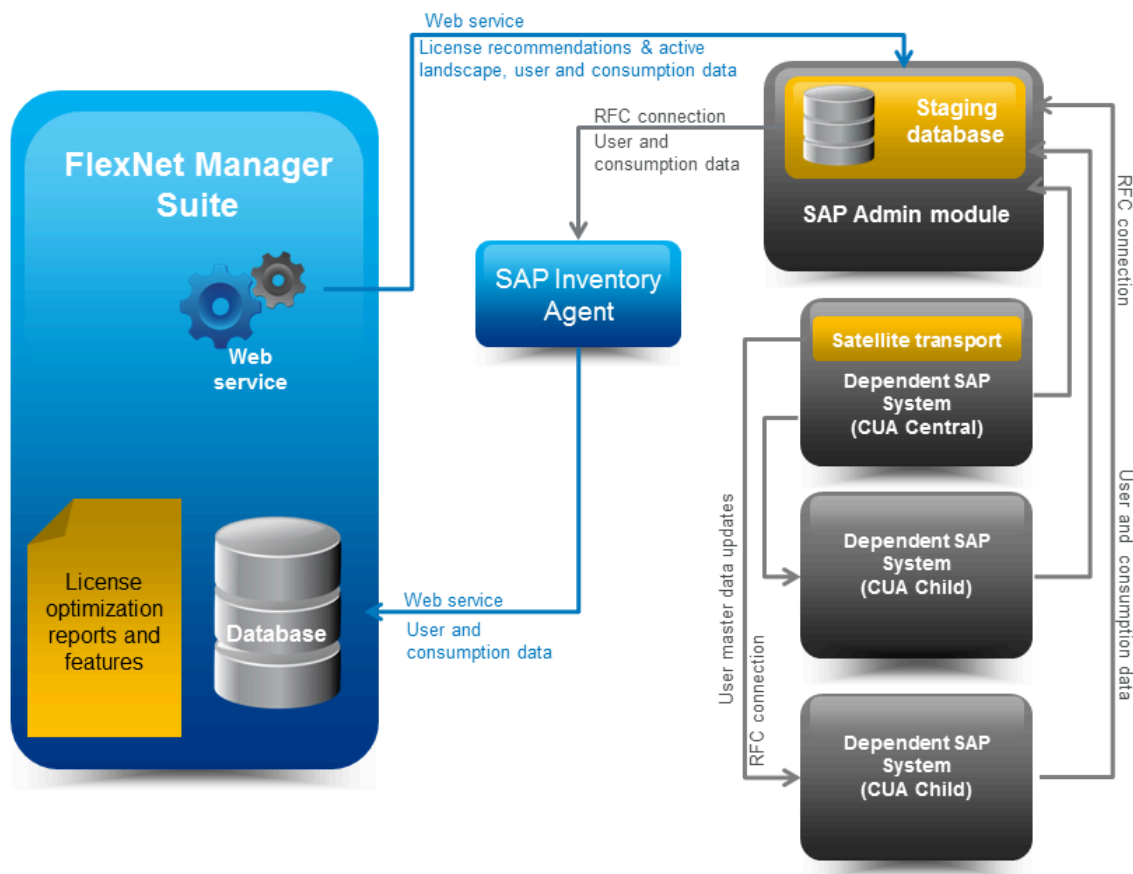 Web service
License recommendations & active
landscape, user and consumption data
FlexNet Manager
Suite
Web
service
License
optimization
reports and
features
Database
RFC connection
User and
consumption data
SAP Inventory
Agent
Web service
User and
consumption data
Staging
database
SAP Admin module
Satellite transport
Dependent SAP
System
(CUA Central)
Dependent SAP
System
(CUA Child)
Dependent SAP
System
(CUA Child)
User master data updates
RFC connection
RFC connection
User and consumption data